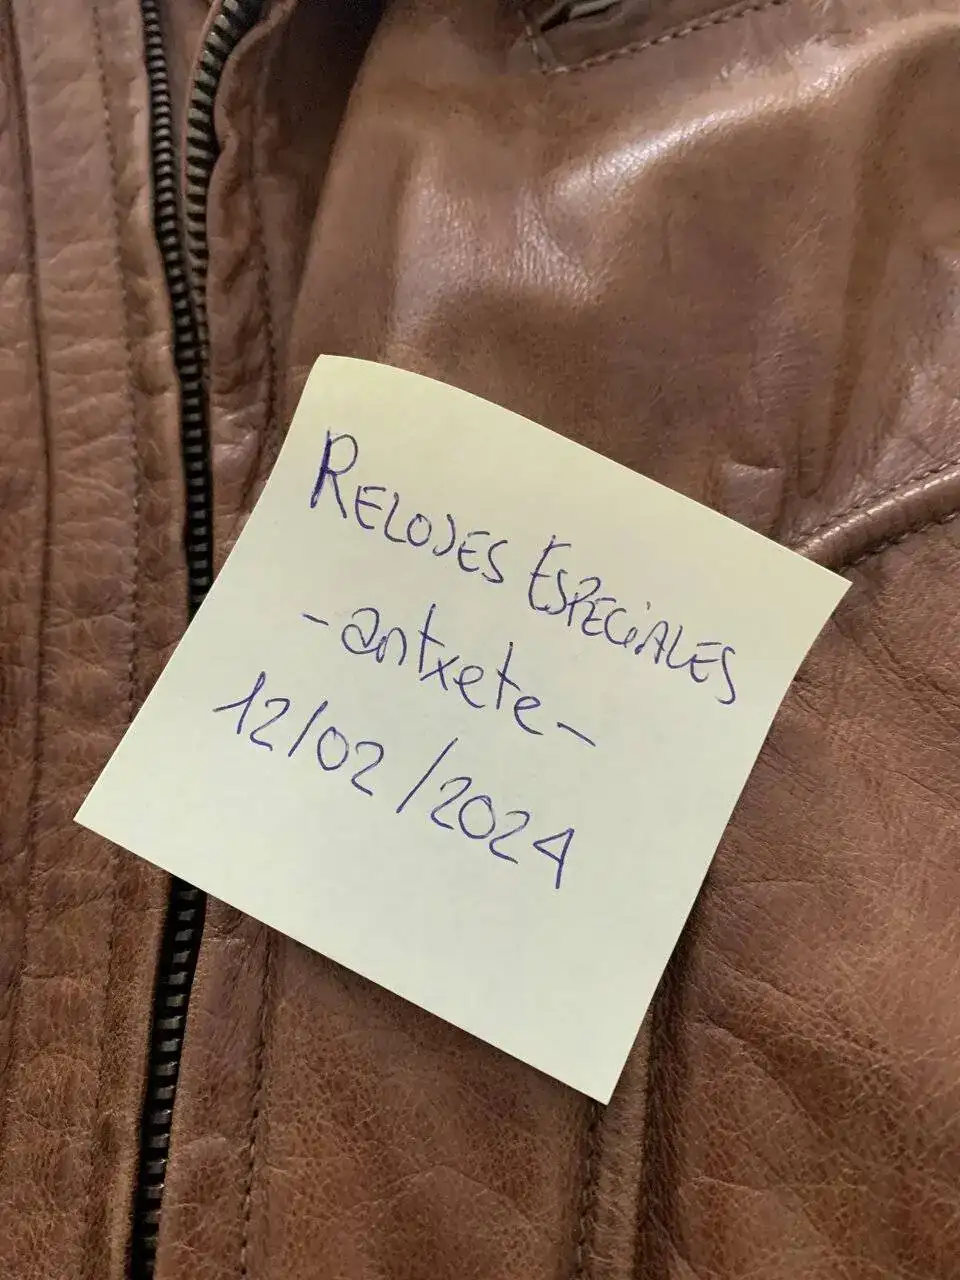 RELOJES ESPECiALES
-antxete-
12/02/2024